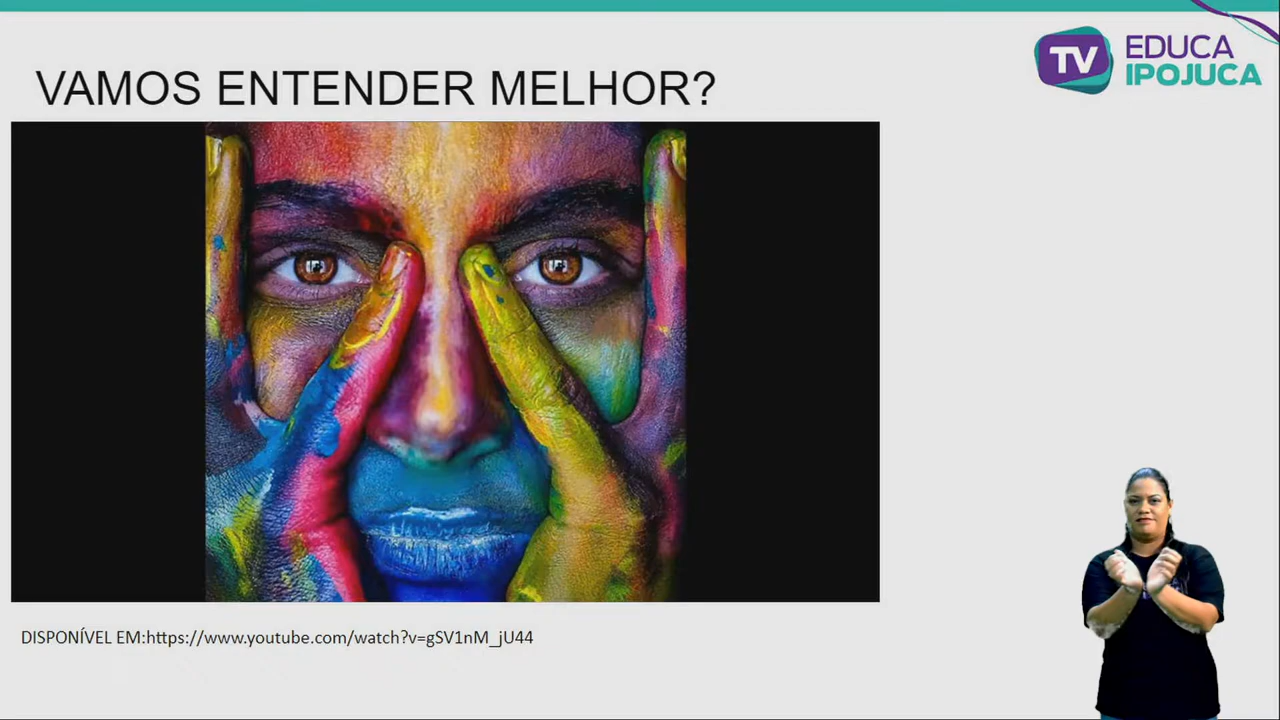 TV EDUCA
IPOJUCA
VAMOS ENTENDER MELHOR?
DISPONÍVEL EM:https://www.youtube.com/watch?v=gSV1nM_jU44